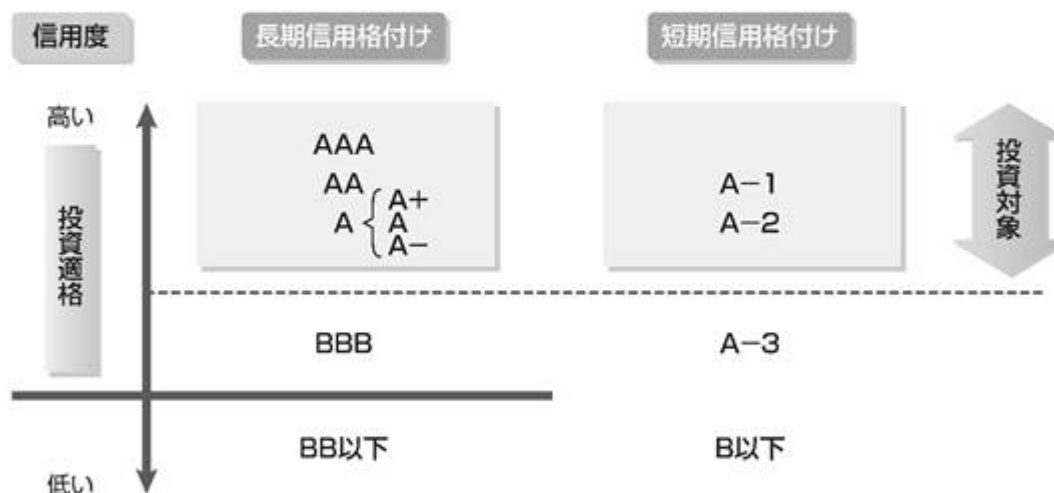 信用度
長期信用格付け
短期信用格付け
高い
投資適格
AAA
AA
A
A+
A
A−
A−1
A−2
投資対象
BBB
A−3
BB以下
B以下
低い